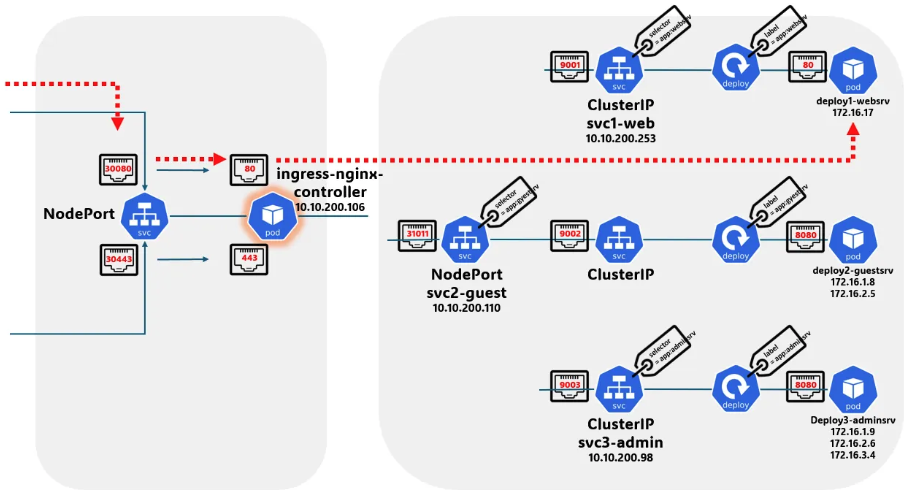 selector
= app:websrv
label
= app:websrv
9001
svc
deploy
80
pod
ClusterIP
svc1-web
10.10.200.253
deploy1-websrv
172.16.17
30080
80
ingress-nginx-
controller
10.10.200.106
NodePort
svc
pod
30443
443
selector
= app:gyestsrv
label
= app:gyestsrv
31011
svc
9002
svc
deploy
8080
pod
NodePort
svc2-guest
10.10.200.110
ClusterIP
deploy2-guestsrv
172.16.1.8
172.16.2.5
selector
= app:adminsrv
label
= app:adminsrv
9003
svc
deploy
8080
pod
ClusterIP
svc3-admin
10.10.200.98
Deploy3-adminsrv
172.16.1.9
172.16.2.6
172.16.3.4